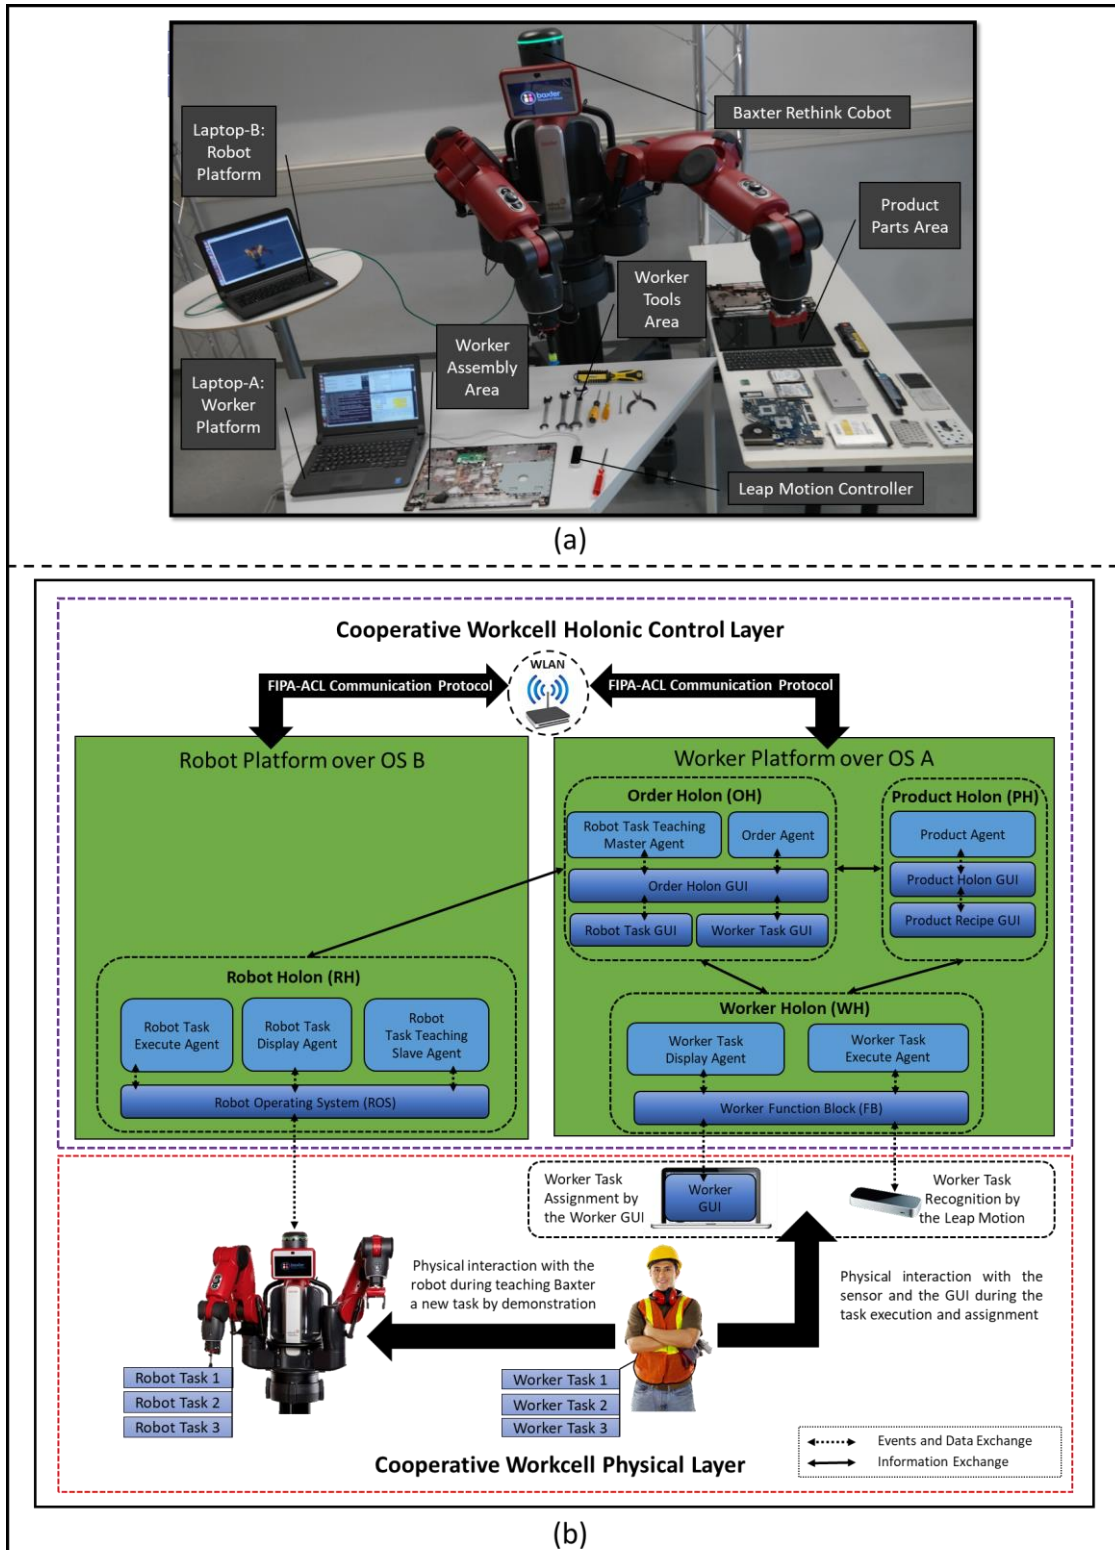 Laptop-B:
Robot
Platform
Baxter Rethink Cobot
baxter
Product
Parts Area
Worker
Tools
Area
Worker
Assembly
Area
Laptop-A:
Worker
Platform
Leap Motion Controller
(a)
Cooperative Workcell Holonic Control Layer
WLAN
FIPA-ACL Communication Protocol
FIPA-ACL Communication Protocol
Robot Platform over OS B
Worker Platform over OS A
Order Holon (OH)
Robot Task Teaching
Master Agent
Order Agent
Order Holon GUI
Robot Task GUI
Worker Task GUI
Product Holon (PH)
Product Agent
Product Holon GUI
Product Recipe GUI
Robot Holon (RH)
Robot Task
Execute Agent
Robot Task
Display Agent
Robot
Task Teaching
Slave Agent
Robot Operating System (ROS)
Worker Holon (WH)
Worker Task
Display Agent
Worker Task
Execute Agent
Worker Function Block (FB)
Worker Task
Assignment by
the Worker GUI
Worker
GUI
Worker Task
Recognition by
the Leap Motion
baxter
Physical interaction with the
robot during teaching Baxter
a new task by demonstration
Physical interaction with the
sensor and the GUI during the
task execution and assignment
Robot Task 1
Robot Task 2
Robot Task 3
Worker Task 1
Worker Task 2
Worker Task 3
Cooperative Workcell Physical Layer
Events and Data Exchange
Information Exchange
(b)